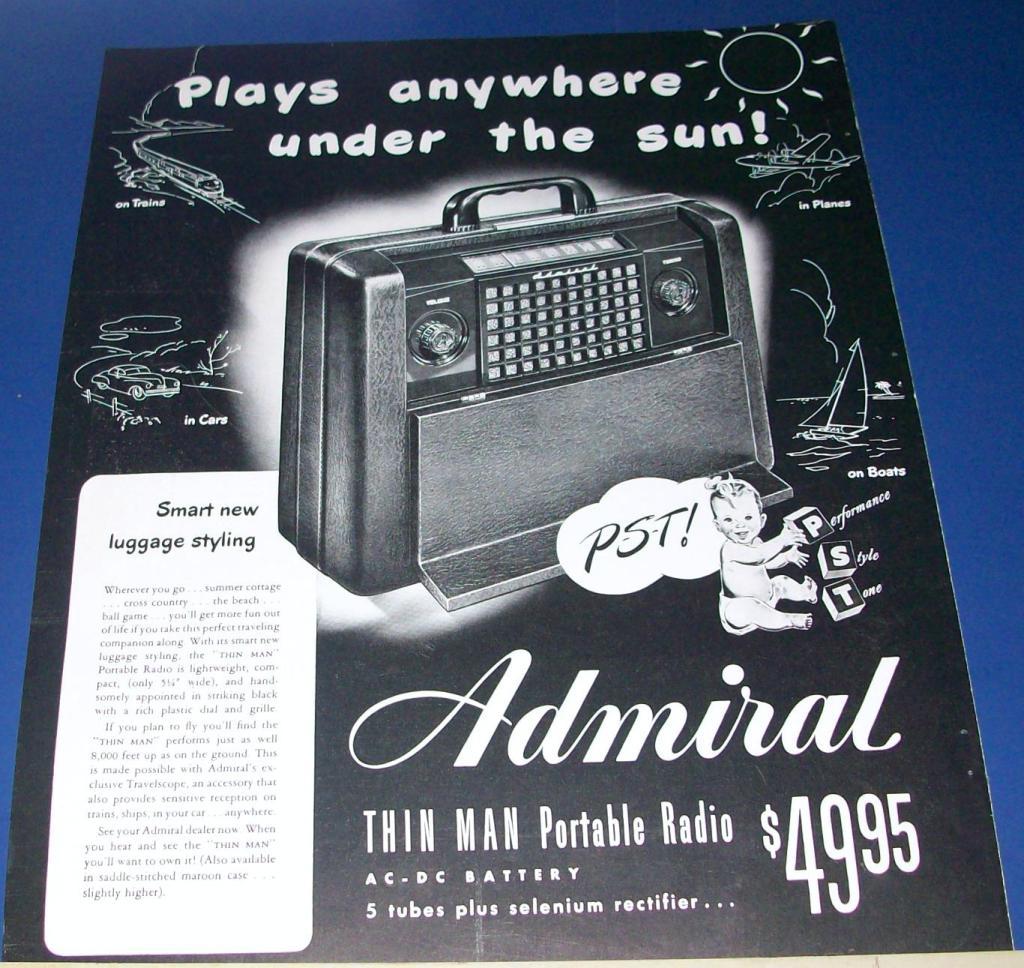 Plays anywhere
under the sun!
on Trains
in Planes
Admiral
in Cars
on Boats
PST!
Performance
Style
Tone
Smart new
luggage styling
Wherever you go . . . summer cottage
. . . cross country . . . the beach . . .
ball game . . . you'll get more fun out
of life if you take this perfect traveling
companion along. With its smart new
luggage styling, the "THIN MAN"
Portable Radio is lightweight, com-
pact, (only 5¼" wide), and hand-
somely appointed in striking black
with a rich plastic dial and grille.
If you plan to fly you'll find the
"THIN MAN" performs just as well
8,000 feet up as on the ground. This
is made possible with Admiral's ex-
clusive Travelscope, an accessory that
also provides sensitive reception on
trains, ships, in your car . . . anywhere.
See your Admiral dealer now. When
you hear and see the "THIN MAN"
you'll want to own it! (Also available
in saddle-stitched maroon case . . .
slightly higher).
Admiral
THIN MAN Portable Radio $49.95
AC-DC BATTERY
5 tubes plus selenium rectifier...